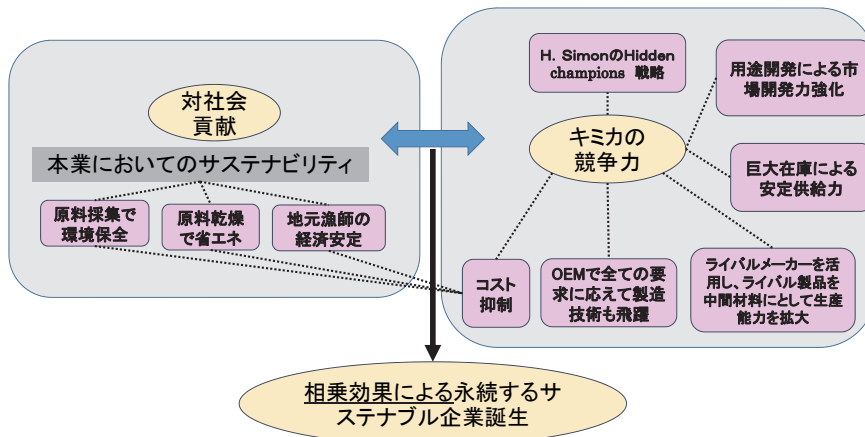 対社会
貢献
本業においてのサステナビリティ
原料採集で
環境保全
原料乾燥
で省エネ
地元漁師の
経済安定
H. SimonのHidden
champions 戦略
用途開発による市
場開発力強化
キミカの
競争力
巨大在庫による
安定供給力
コスト
抑制
OEMで全ての要
求に応えて製造
技術も飛躍
ライバルメーカーを活
用し、ライバル製品を
中間材料にとして生産
能力を拡大
相乗効果による永続するサ
ステナブル企業誕生